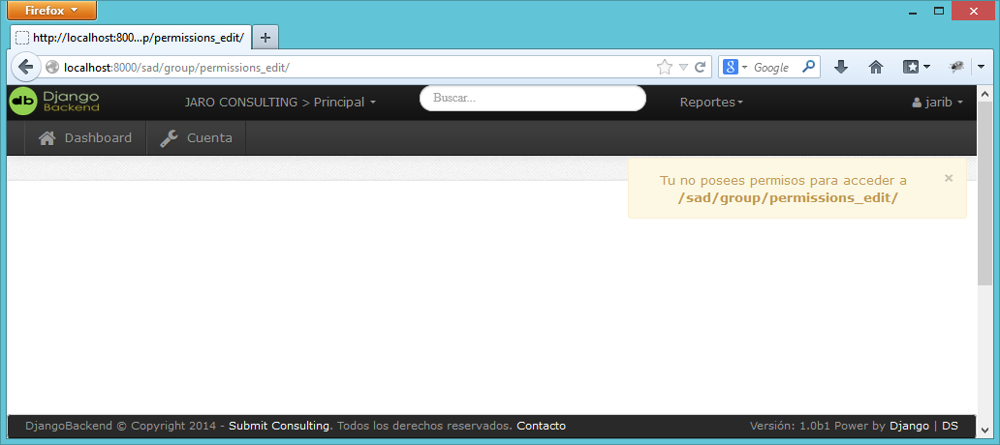 Firefox
http://localhost:800...p/permissions_edit/
localhost:8000/sad/group/permissions_edit/
Google
db Django Backend
JARO CONSULTING > Principal
Buscar...
Reportes
jarib
Dashboard
Cuenta
Tu no posees permisos para acceder a
/sad/group/permissions_edit/
DjangoBackend © Copyright 2014 - Submit Consulting. Todos los derechos reservados. Contacto
Versión: 1.0b1 Power by Django | DS